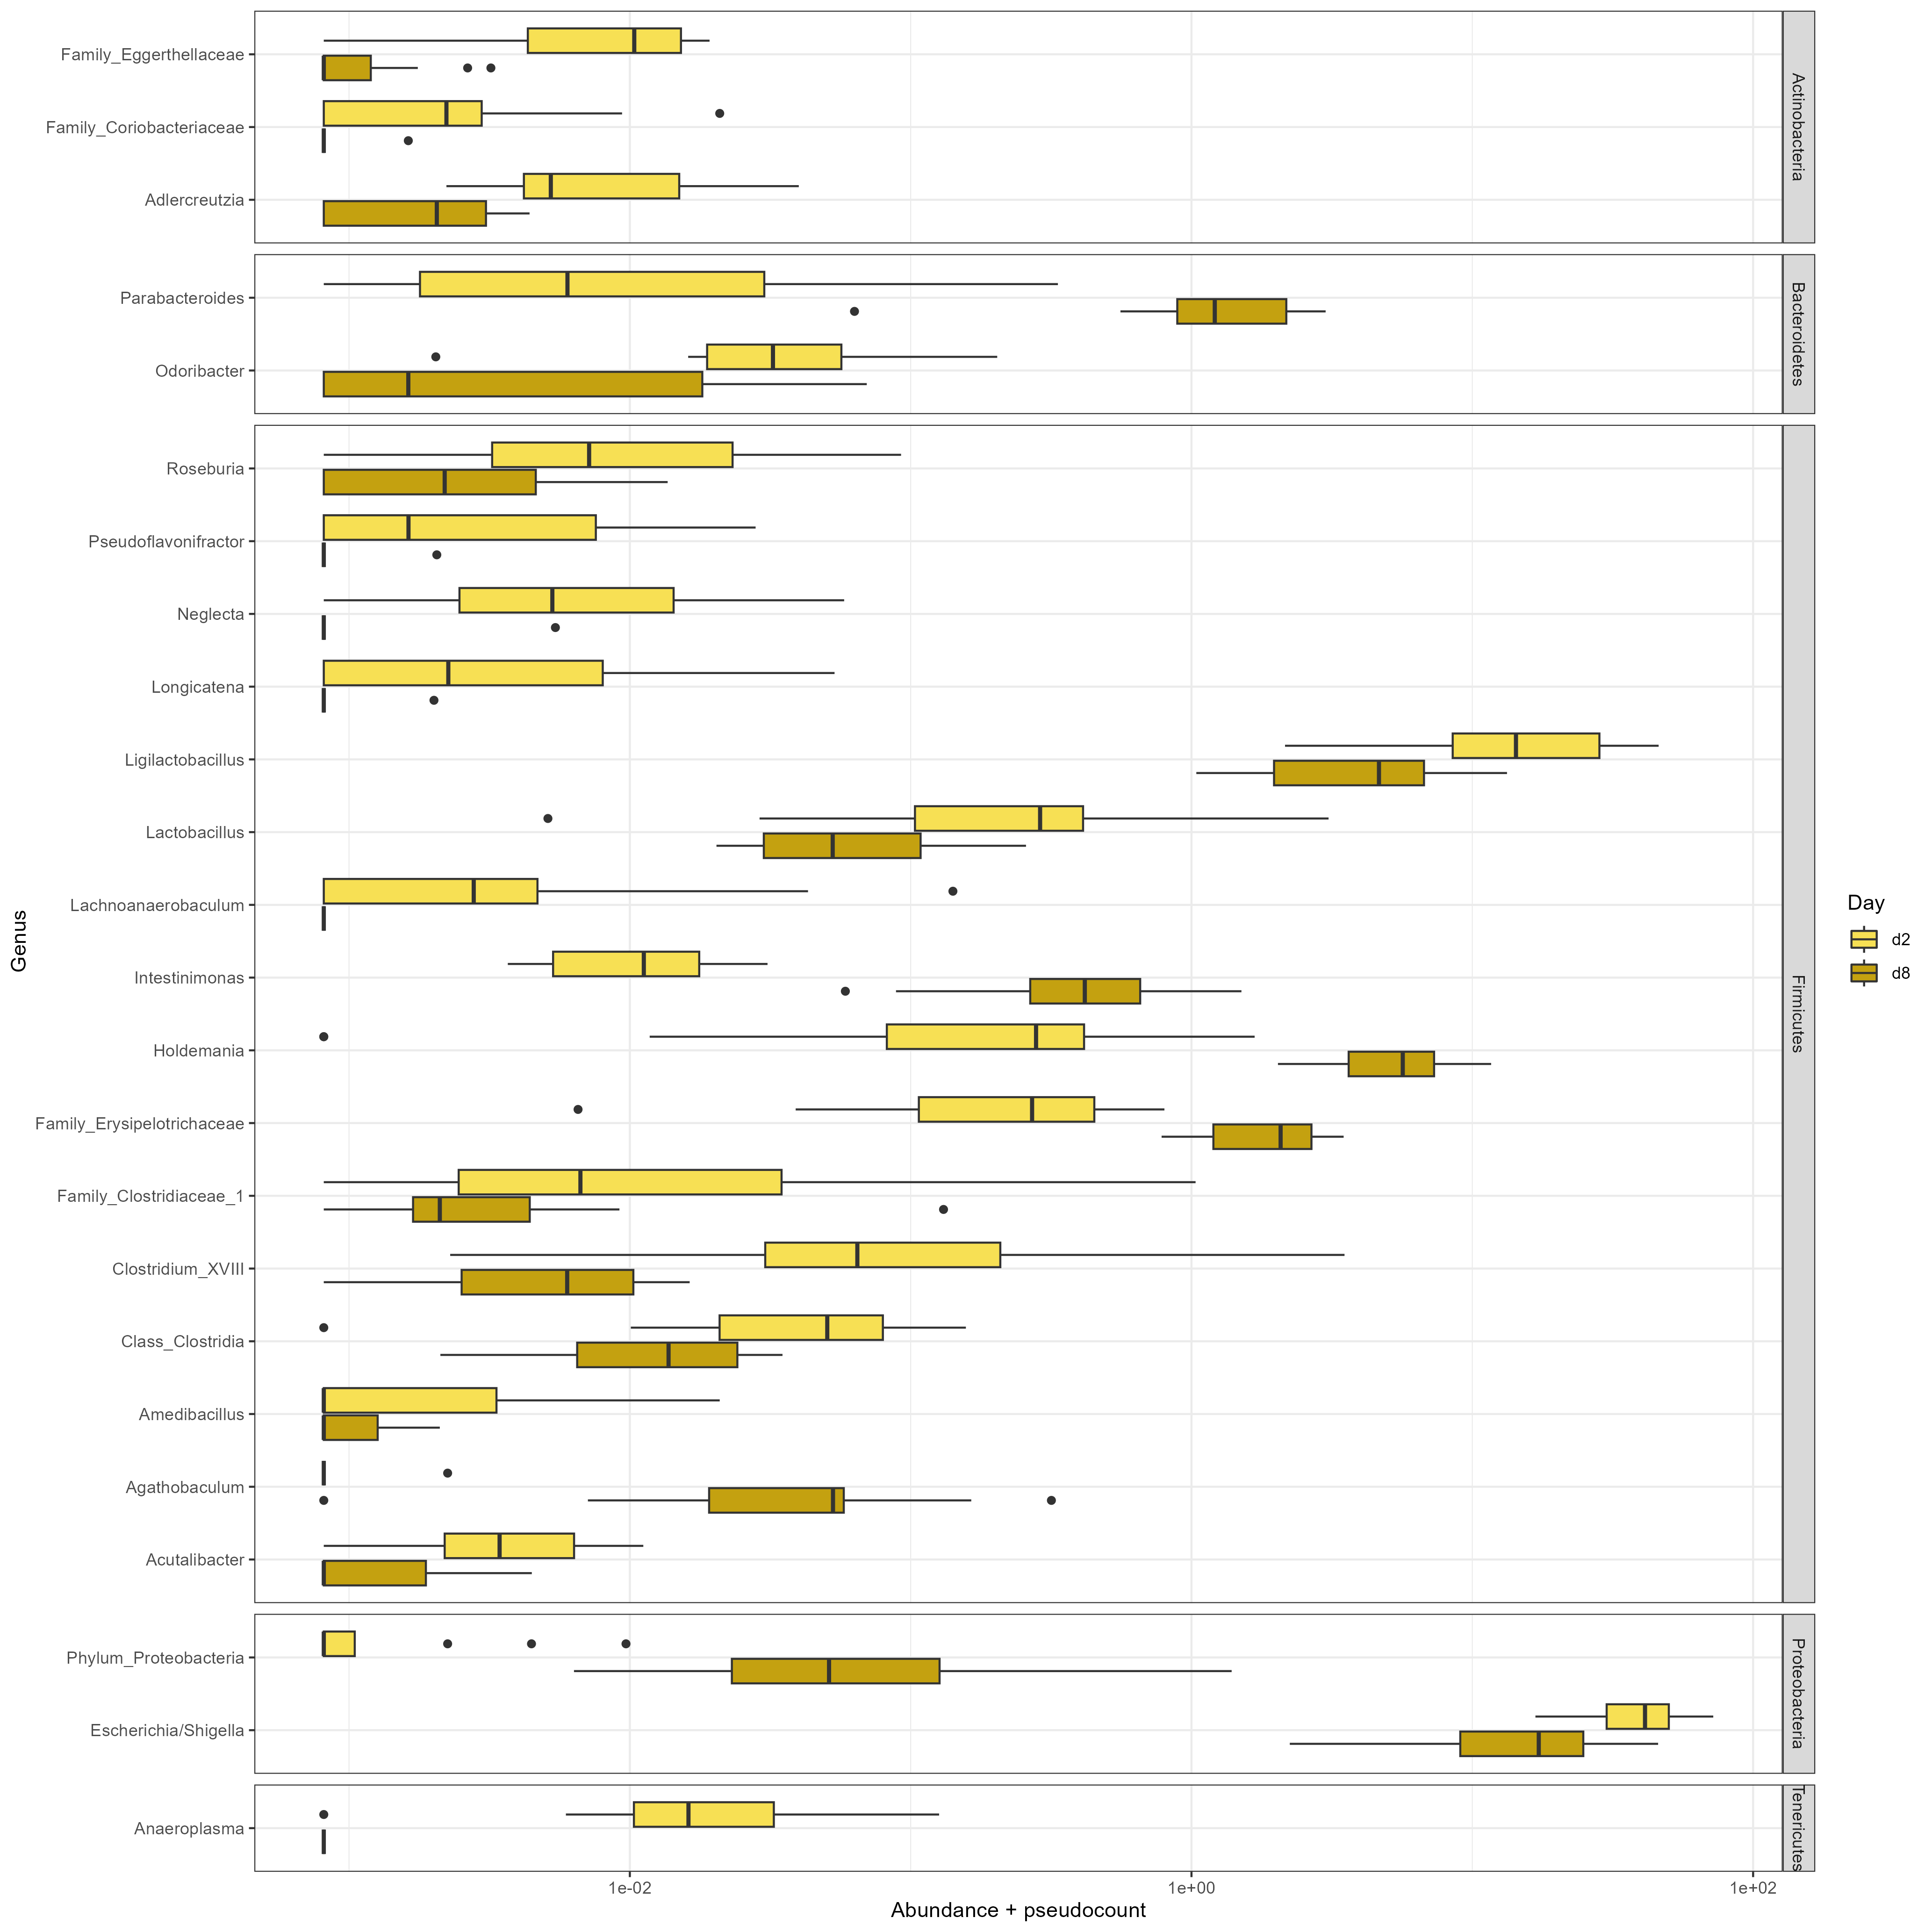 Family_Eggerthellaceae
Family_Coriobacteriaceae
Adlercreutzia
Actinobacteria
Parabacteroides
Odoribacter
Bacteroidetes
Roseburia
Pseudoflavonifractor
Neglecta
Longicatena
Ligilactobacillus
Lactobacillus
Lachnoanaerobaculum
Intestinimonas
Holdemania
Family_Erysipelotrichaceae
Family_Clostridiaceae_1
Clostridium_XVIII
Class_Clostridia
Amedibacillus
Agathobaculum
Acutalibacter
Firmicutes
Phylum_Proteobacteria
Escherichia/Shigella
Proteobacteria
Anaeroplasma
Tenericutes
Genus
1e-02
1e+00
1e+02
Abundance + pseudocount
Day
d2
d8